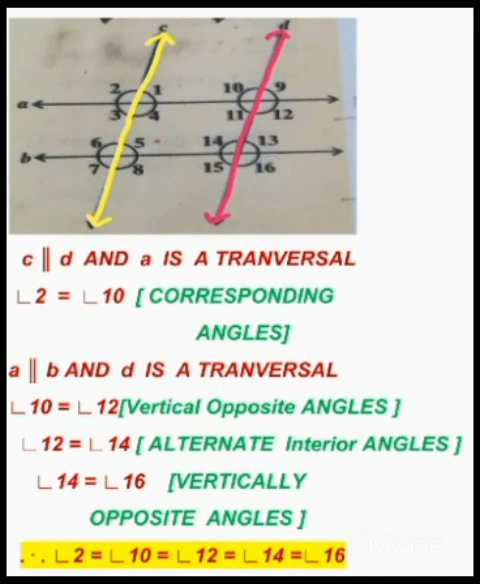 c d
2 1 10 9
a
3 4 11 12
6 5 14 13
b
7 8 15 16
c ∥ d AND a IS A TRANVERSAL
∟2 = ∟10 [ CORRESPONDING
ANGLES]
a ∥ b AND d IS A TRANVERSAL
∟10 = ∟12[Vertical Opposite ANGLES ]
∟12 = ∟14 [ ALTERNATE Interior ANGLES ]
∟14 = ∟16 [VERTICALLY
OPPOSITE ANGLES ]
∴ ∟2 = ∟10 = ∟12 = ∟14 =∟16